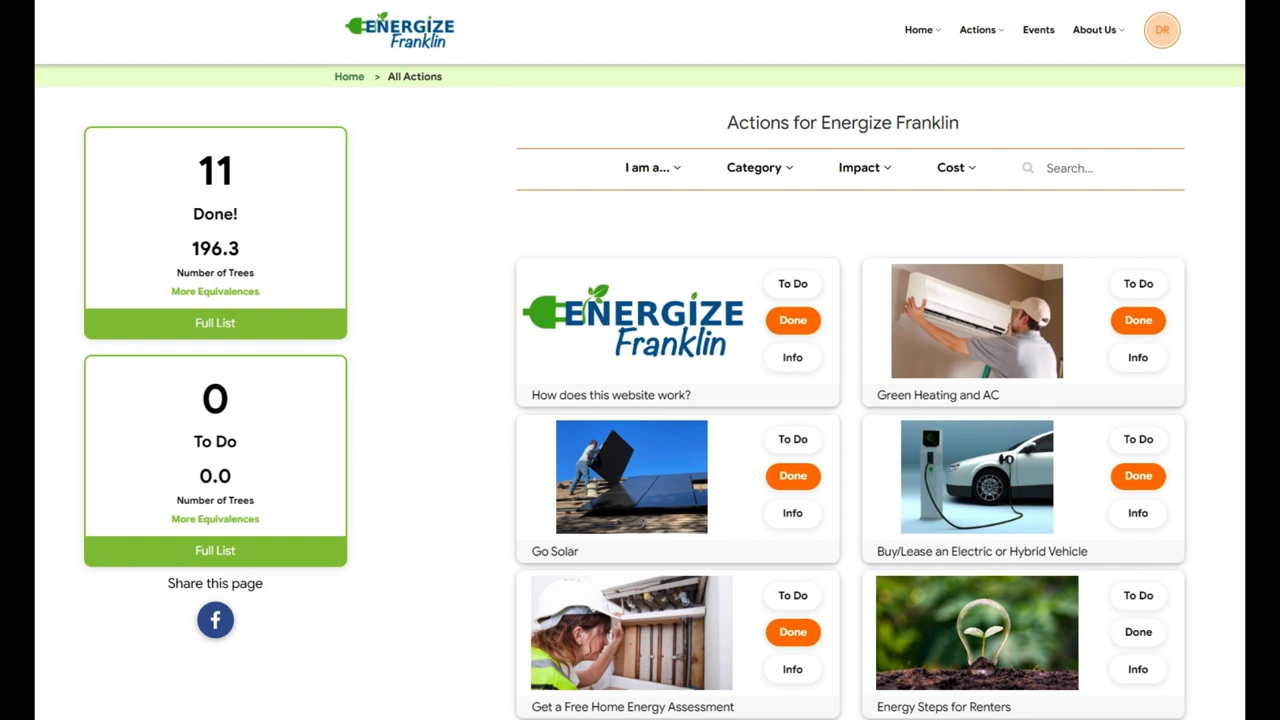 ENERGIZE
Franklin
Home
Actions
Events
About Us
DR
Home > All Actions
11
Done!
196.3
Number of Trees
More Equivalences
Full List
0
To Do
0.0
Number of Trees
More Equivalences
Full List
Share this page
f
Actions for Energize Franklin
I am a...
Category
Impact
Cost
Search...
ENERGIZE
Franklin
To Do
Done
Info
How does this website work?
To Do
Done
Info
Green Heating and AC
To Do
Done
Info
Go Solar
To Do
Done
Info
Buy/Lease an Electric or Hybrid Vehicle
To Do
Done
Info
Get a Free Home Energy Assessment
To Do
Done
Info
Energy Steps for Renters